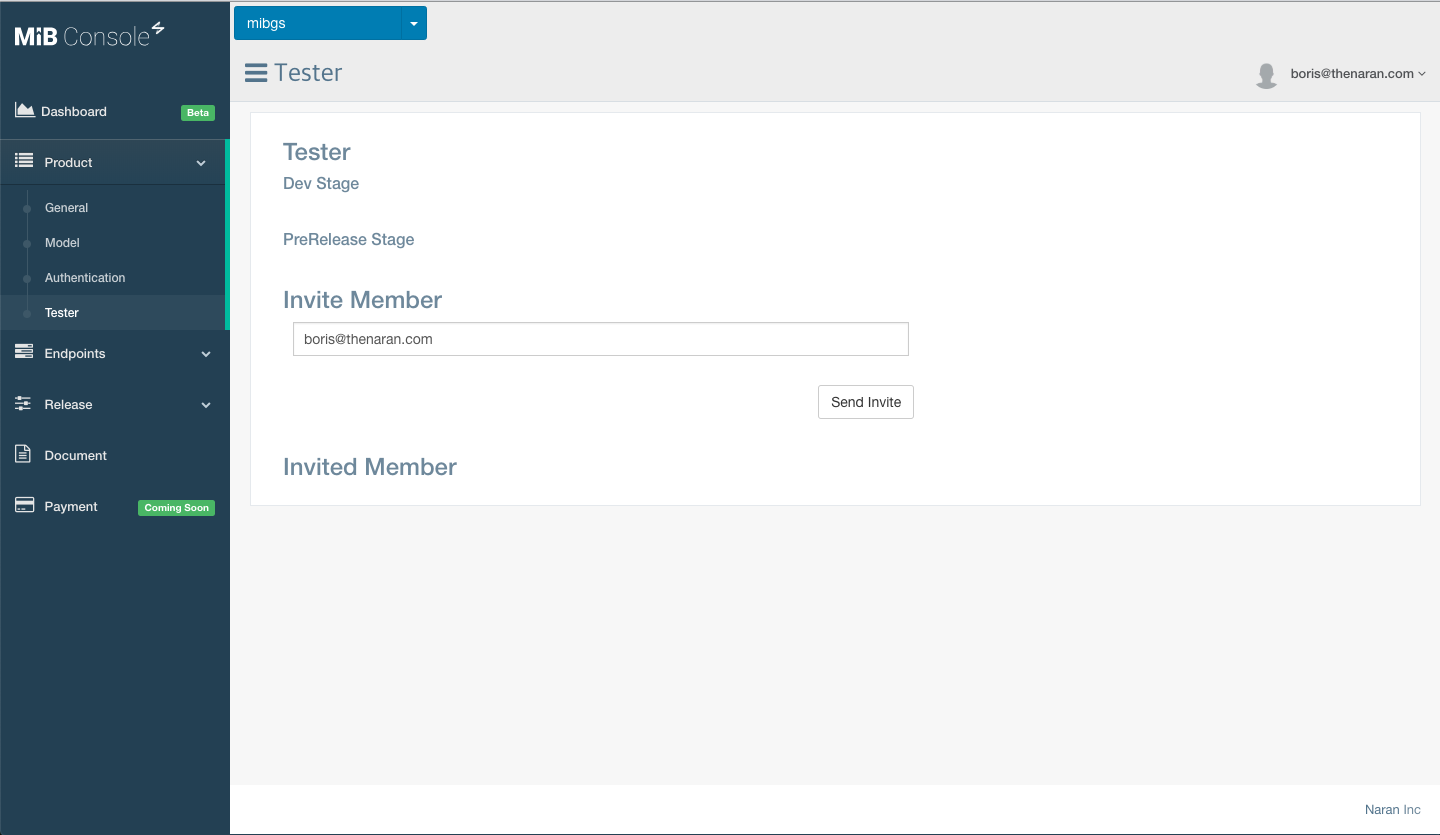 MiB Console
Dashboard
Beta
Product
General
Model
Authentication
Tester
Endpoints
Release
Document
Payment
Coming Soon
mibgs
Tester
boris@thenaran.com
Tester
Dev Stage
PreRelease Stage
Invite Member
boris@thenaran.com
Send Invite
Invited Member
Naran Inc